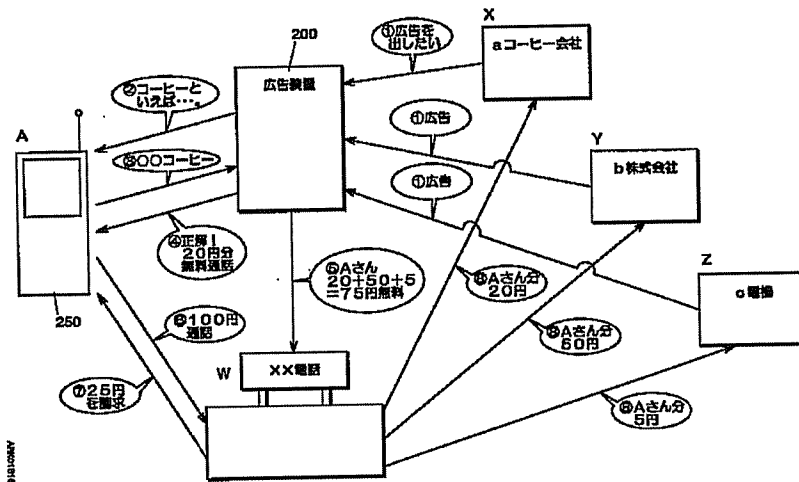 X
200
①広告を
出したい
aコーヒー会社
②コーヒーと
いえば‥‥。
広告装置
A
①広告
Y
b株式会社
③〇〇コーヒー
①広告
④正解!
20円分
無料通話
Z
⑤Aさん
20+50+5
=75円無料
⑧Aさん分
20円
c電機
250
⑥100円
通話
⑧Aさん分
50円
W
××電話
⑦25円
を請求
⑧Aさん分
5円